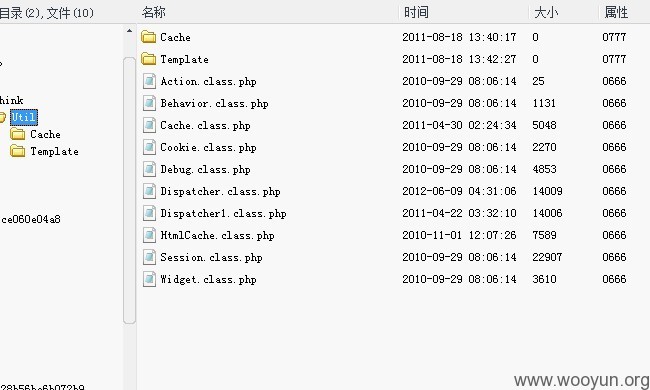 目录(2),文件(10) 名称 时间 大小 属性
Cache 2011-08-18 13:40:17 0 0777
Template 2011-08-18 13:42:27 0 0777
Action.class.php 2010-09-29 08:06:14 25 0666
hink Behavior.class.php 2010-09-29 08:06:14 1131 0666
Util Cache.class.php 2011-04-30 02:24:34 5048 0666
Cache Cookie.class.php 2010-09-29 08:06:14 2270 0666
Template Debug.class.php 2010-09-29 08:06:14 4853 0666
Dispatcher.class.php 2012-06-09 04:31:06 14009 0666
ce060e04a8 Dispatcher1.class.php 2011-04-22 03:32:10 14006 0666
HtmlCache.class.php 2010-11-01 12:07:26 7589 0666
Session.class.php 2010-09-29 08:06:14 22907 0666
Widget.class.php 2010-09-29 08:06:14 3610 0666
www.wooyun.org